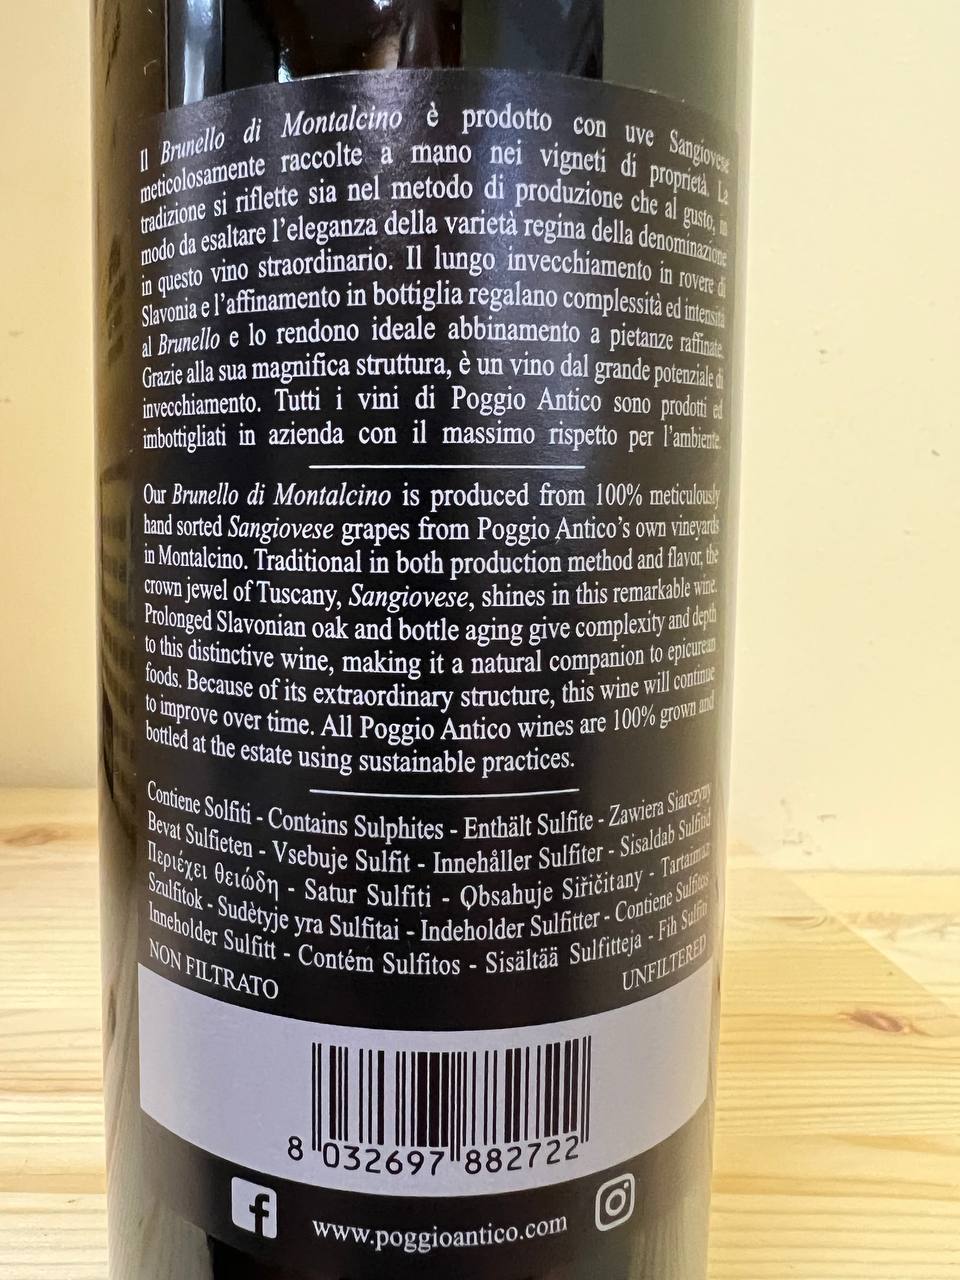 Il Brunello di Montalcino è prodotto con uve Sangiovese
meticolosamente raccolte a mano nei vigneti di proprietà. La
tradizione si riflette sia nel metodo di produzione che al gusto, in
modo da esaltare l'eleganza della varietà regina della denominazione
in questo vino straordinario. Il lungo invecchiamento in rovere di
Slavonia e l'affinamento in bottiglia regalano complessità ed intensità
al Brunello e lo rendono ideale abbinamento a pietanze raffinate.
Grazie alla sua magnifica struttura, è un vino dal grande potenziale di
invecchiamento. Tutti i vini di Poggio Antico sono prodotti ed
imbottigliati in azienda con il massimo rispetto per l'ambiente.
Our Brunello di Montalcino is produced from 100% meticulously
hand sorted Sangiovese grapes from Poggio Antico's own vineyards
in Montalcino. Traditional in both production method and flavor, the
crown jewel of Tuscany, Sangiovese, shines in this remarkable wine.
Prolonged Slavonian oak and bottle aging give complexity and depth
to this distinctive wine, making it a natural companion to epicurean
foods. Because of its extraordinary structure, this wine will continue
to improve over time. All Poggio Antico wines are 100% grown and
bottled at the estate using sustainable practices.
Contiene Solfiti - Contains Sulphites - Enthält Sulfite - Zawiera Siarczyny
Bevat Sulfieten - Vsebuje Sulfit - Innehåller Sulfiter - Sisaldab Sulfitid
Περιέχει θειώδη - Satur Sulfiti - Obsahuje Siřičitany - Tartalmaz
Szulfitok - Sudètyje yra Sulfitai - Indeholder Sulfitter - Contiene Sulfitos
Inneholder Sulfitt - Contém Sulfitos - Sisältää Sulfitteja - Fih Sulfiti
NON FILTRATO UNFILTERED
8 032697 882722
www.poggioantico.com